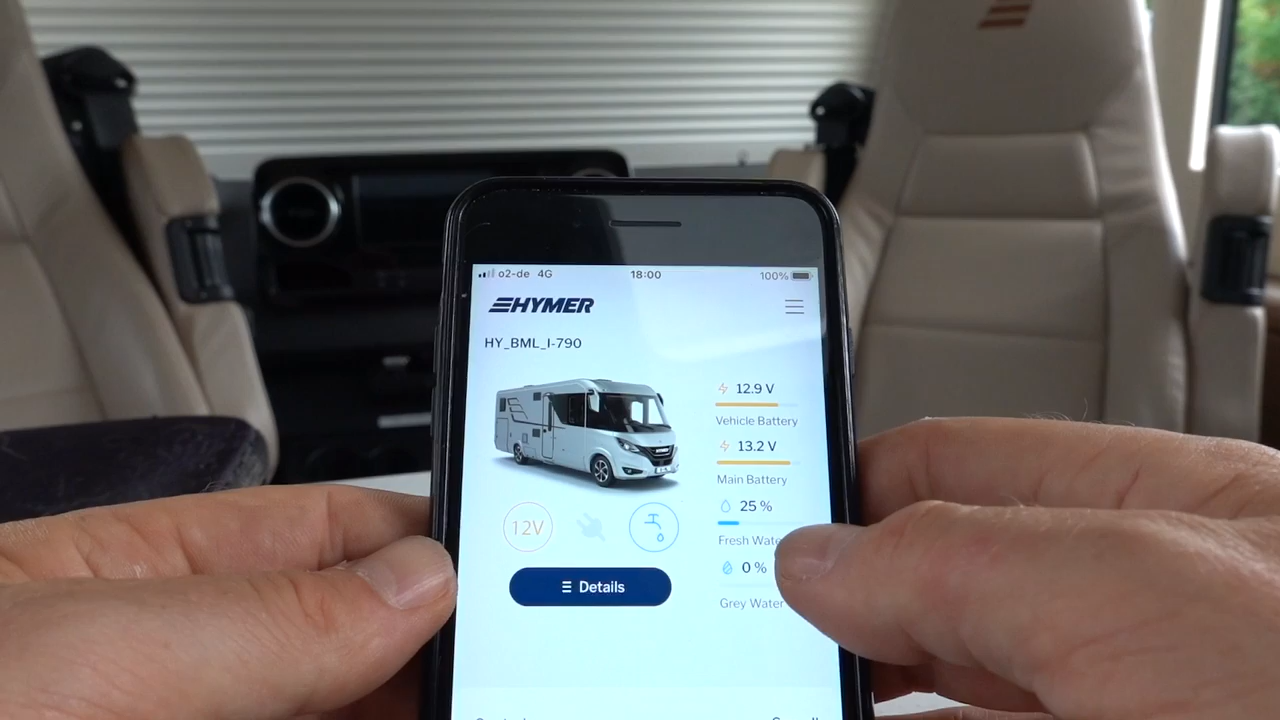 o2-de 4G 18:00 100%
HYMER
HY_BML_I-790
12.9 V
Vehicle Battery
13.2 V
Main Battery
25 %
Fresh Wate
0 %
Grey Water
12V
Details